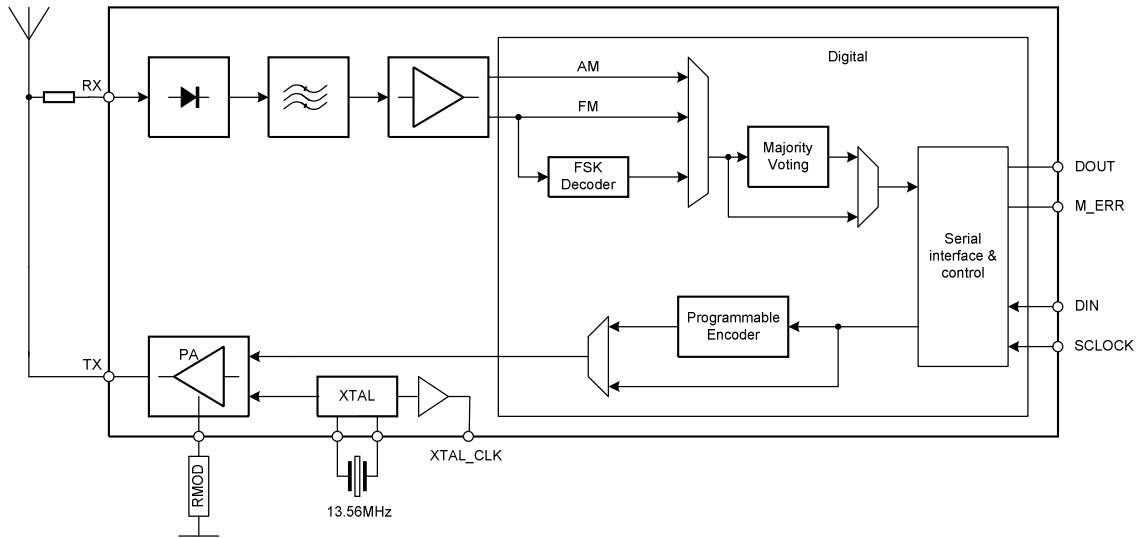 Digital
AM
RX
FM
Majority
Voting
FSK
Decoder
DOUT
M_ERR
Serial
interface &
control
DIN
Programmable
Encoder
SCLOCK
PA
TX
XTAL
XTAL_CLK
RMOD
13.56MHz